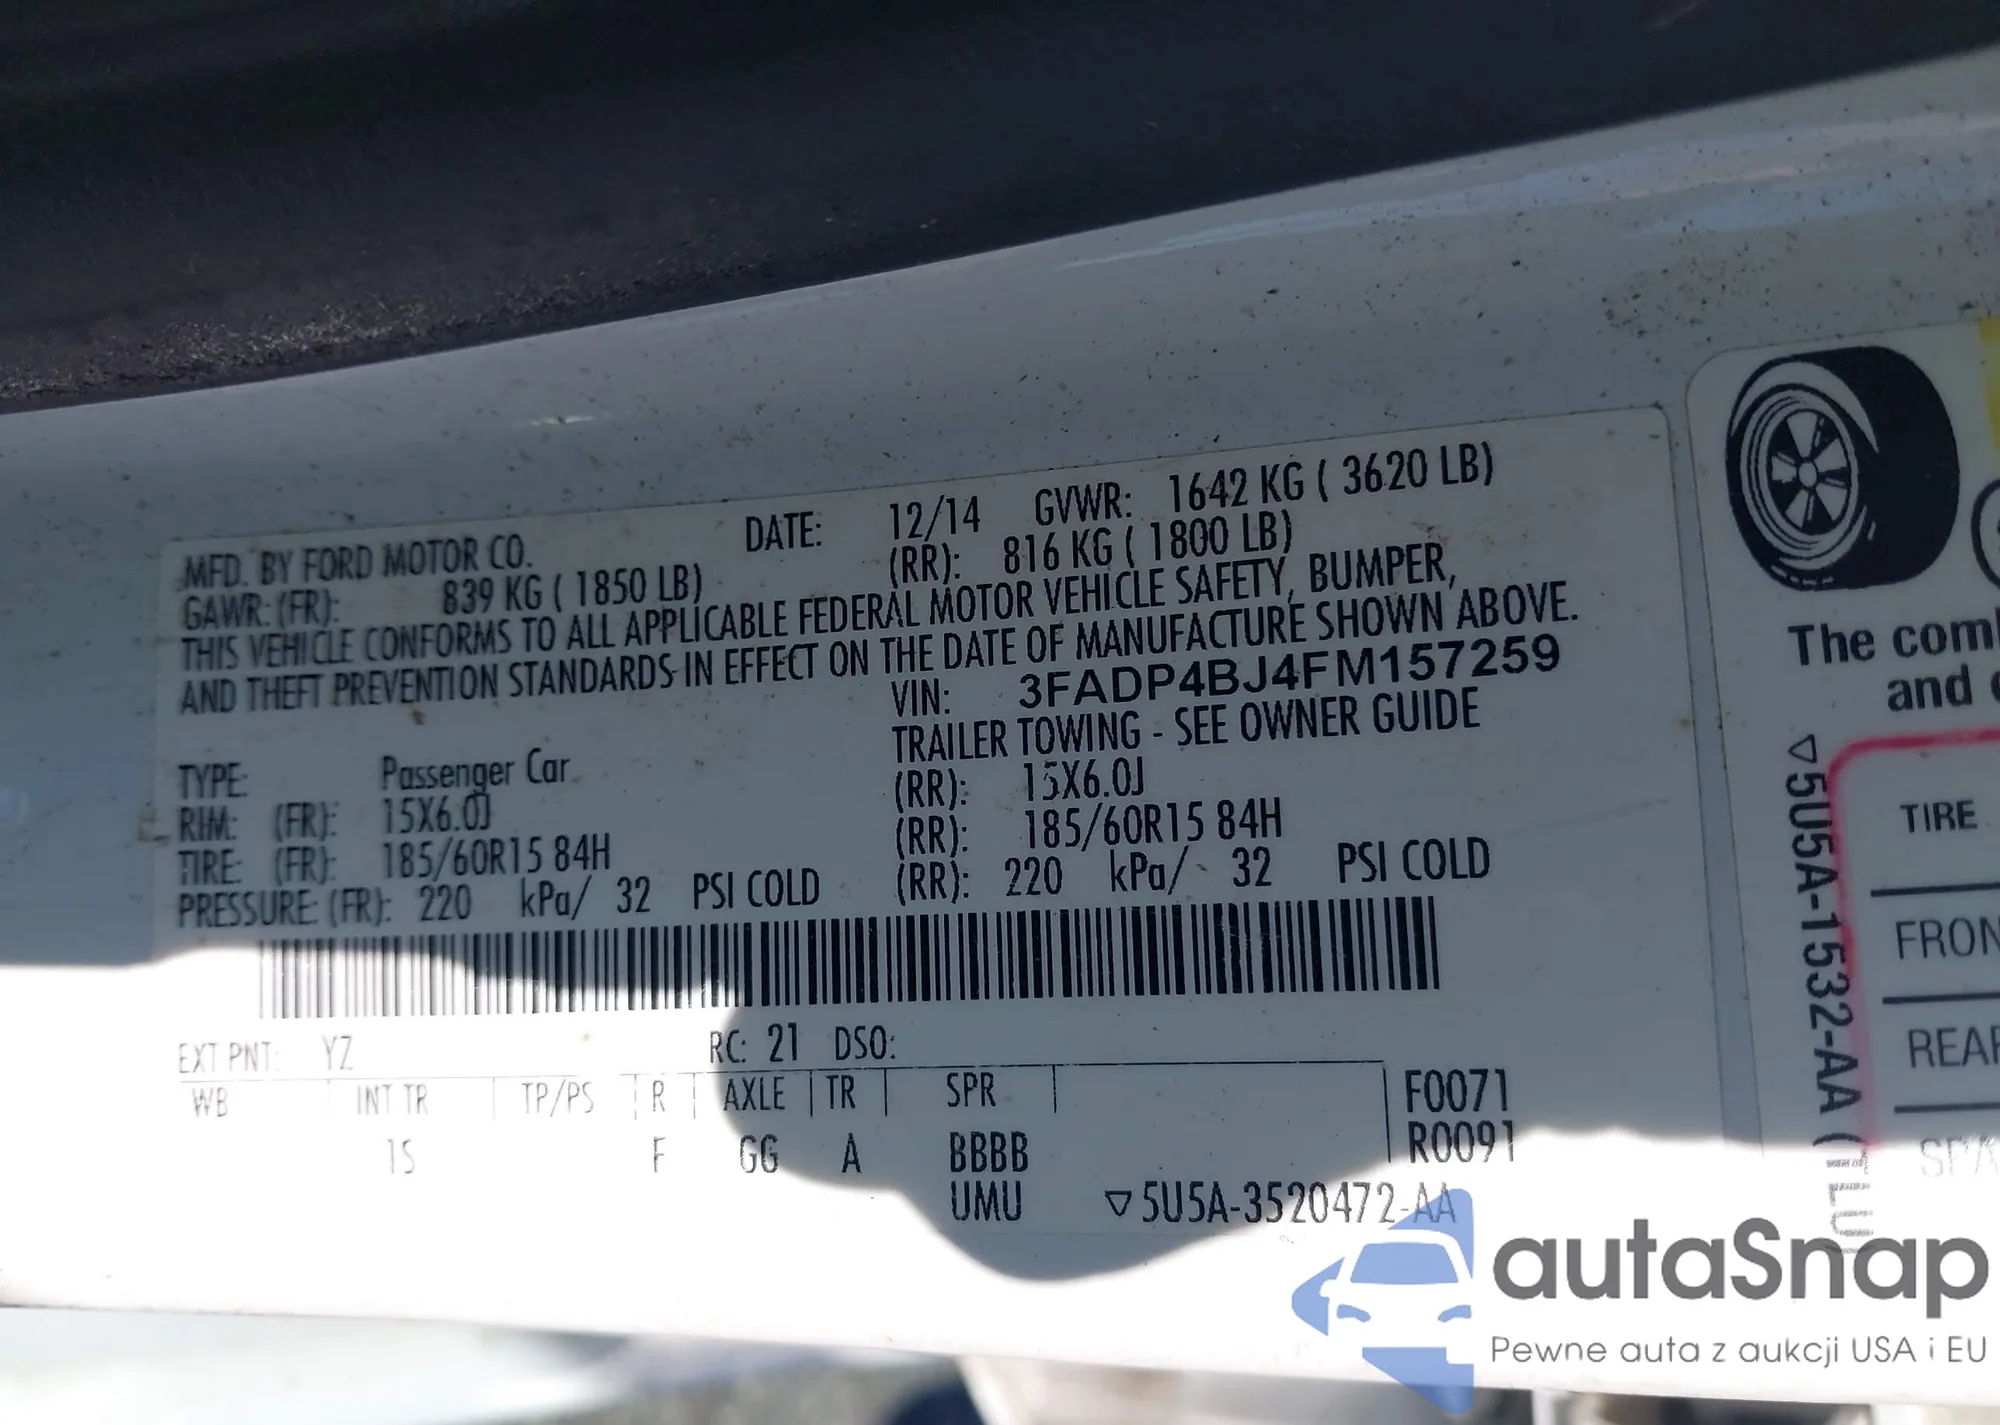 MFD. BY FORD MOTOR CO. DATE: 12/14 GVWR: 1642 KG ( 3620 LB)
GAWR: (FR): 839 KG ( 1850 LB) (RR): 816 KG ( 1800 LB)
THIS VEHICLE CONFORMS TO ALL APPLICABLE FEDERAL MOTOR VEHICLE SAFETY, BUMPER,
AND THEFT PREVENTION STANDARDS IN EFFECT ON THE DATE OF MANUFACTURE SHOWN ABOVE.
VIN: 3FADP4BJ4FM157259
TRAILER TOWING - SEE OWNER GUIDE
TYPE: Passenger Car
RIM: (FR): 15X6.0J (RR): 15X6.0J
TIRE: (FR): 185/60R15 84H (RR): 185/60R15 84H
PRESSURE: (FR): 220 kPa/ 32 PSI COLD (RR): 220 kPa/ 32 PSI COLD
EXT PNT: YZ RC: 21 DSO:
WB INT TR TP/PS R AXLE TR SPR F0071
1S F GG A BBBB R0091
UMU ▽5U5A-3520472-AA
The com
and
▽5U5A-1532-AA (TLU
TIRE
FRON
REAR
SPA
autaSnap
Pewne auta z aukcji USA i EU